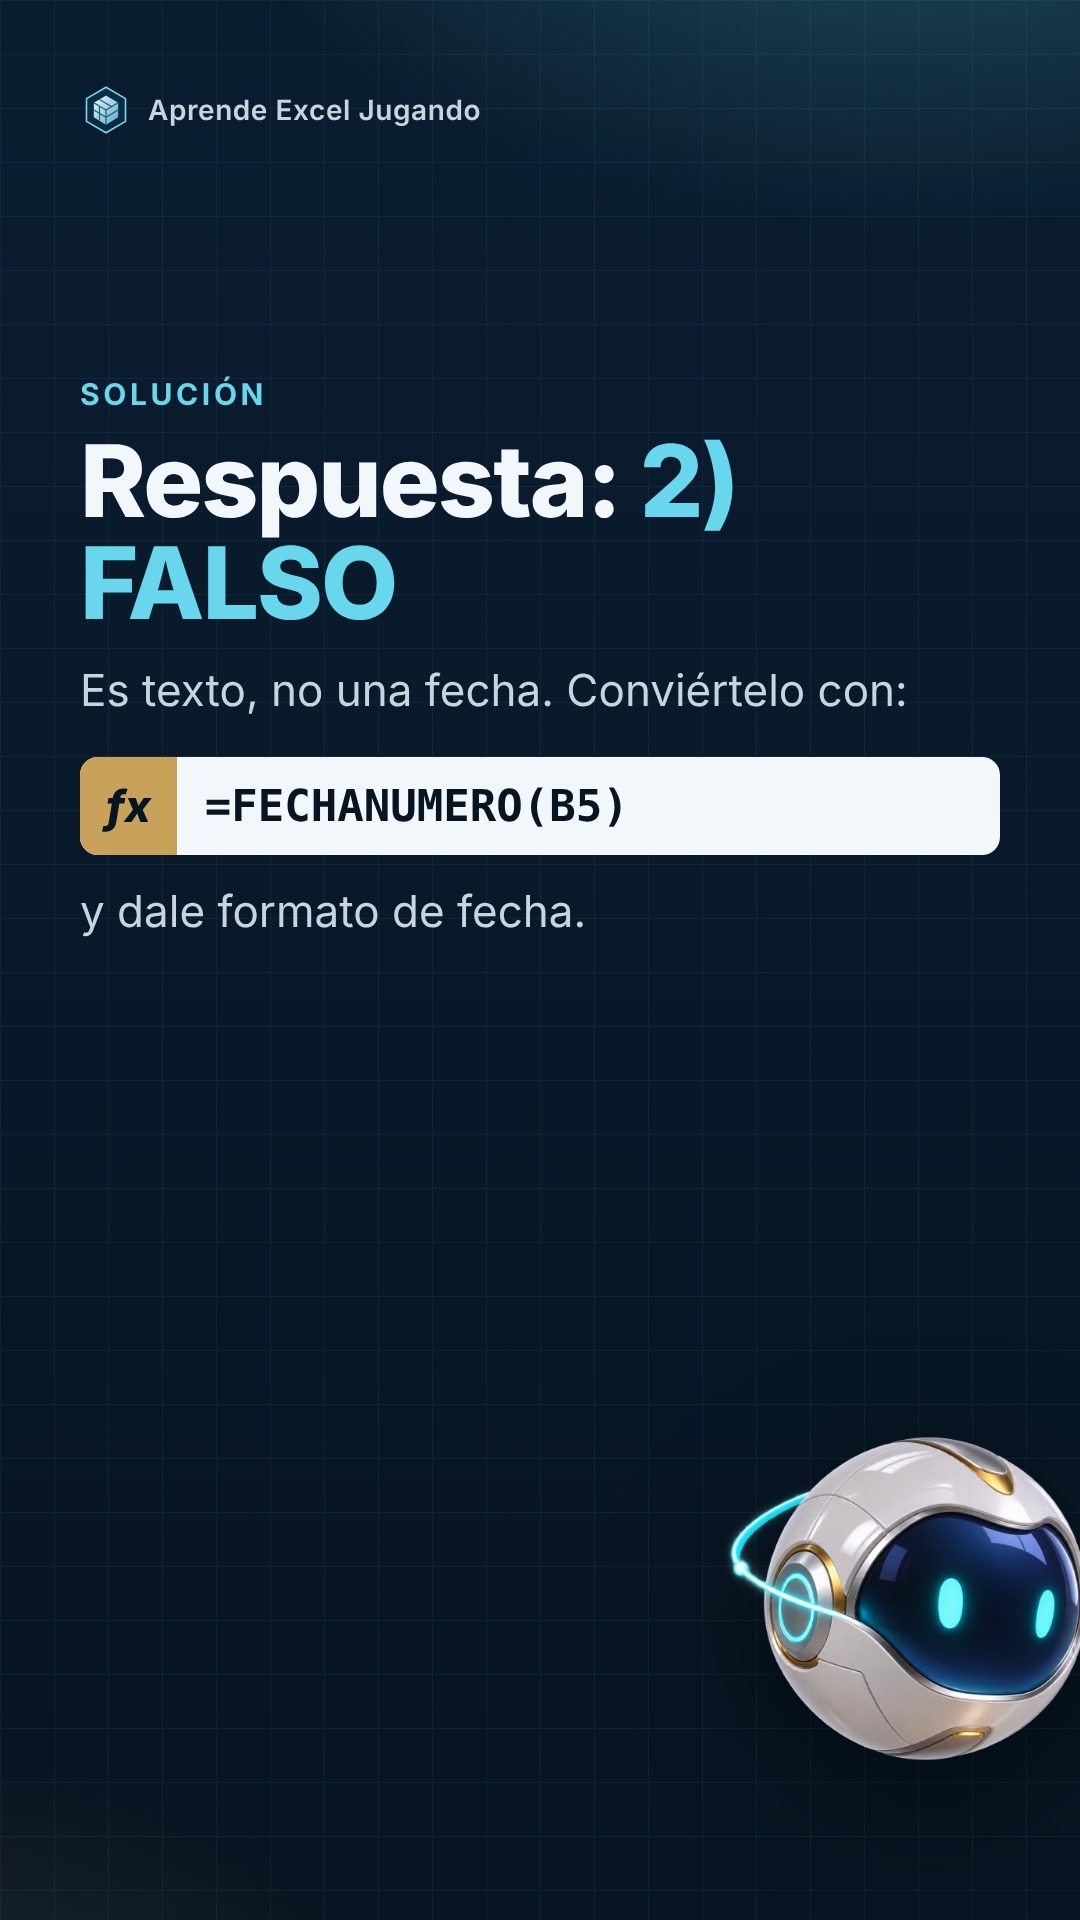 Aprende Excel Jugando
SOLUCIÓN
Respuesta: 2)
FALSO
Es texto, no una fecha. Conviértelo con:
fx =FECHANUMERO(B5)
y dale formato de fecha.